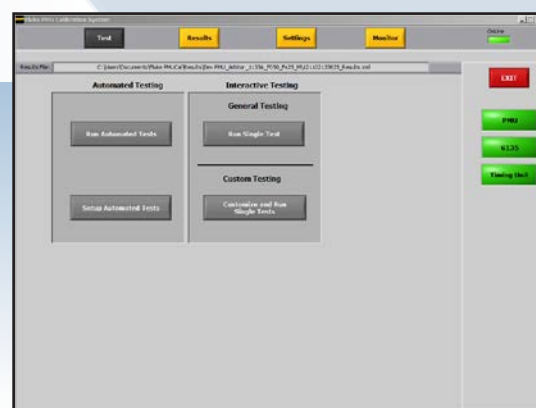 Fluke PMU Calibration System
Test
Results
Settings
Monitor
Online
Results File:
EXIT
Automated Testing
Interactive Testing
General Testing
Run Automated Tests
Run Single Test
PMU
6135
Timing Unit
Custom Testing
Setup Automated Tests
Customize and Run
Single Tests